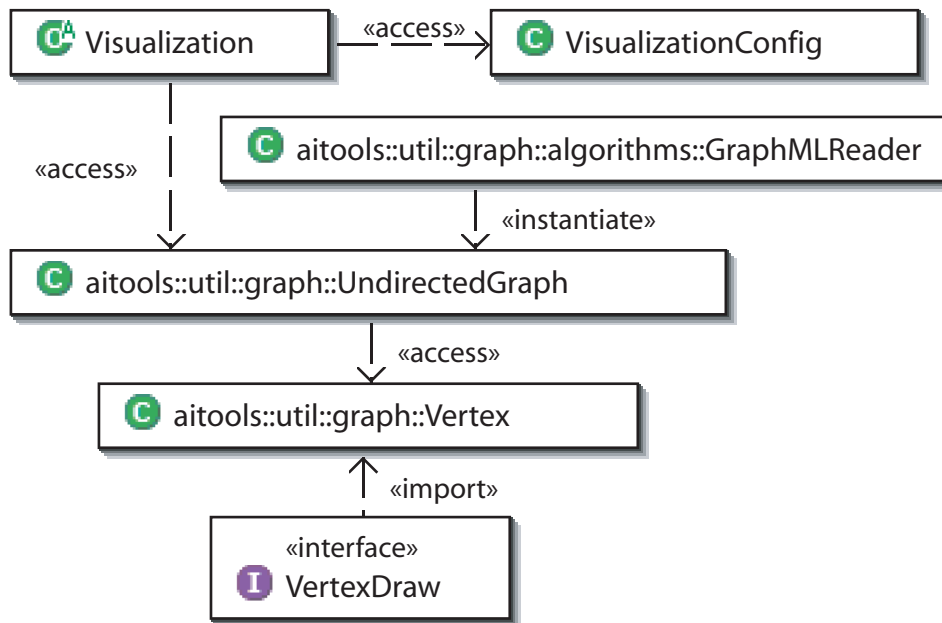 C A Visualization
«access»
C VisualizationConfig
«access»
C aitools::util::graph::algorithms::GraphMLReader
«instantiate»
C aitools::util::graph::UndirectedGraph
«access»
C aitools::util::graph::Vertex
«import»
«interface»
I VertexDraw